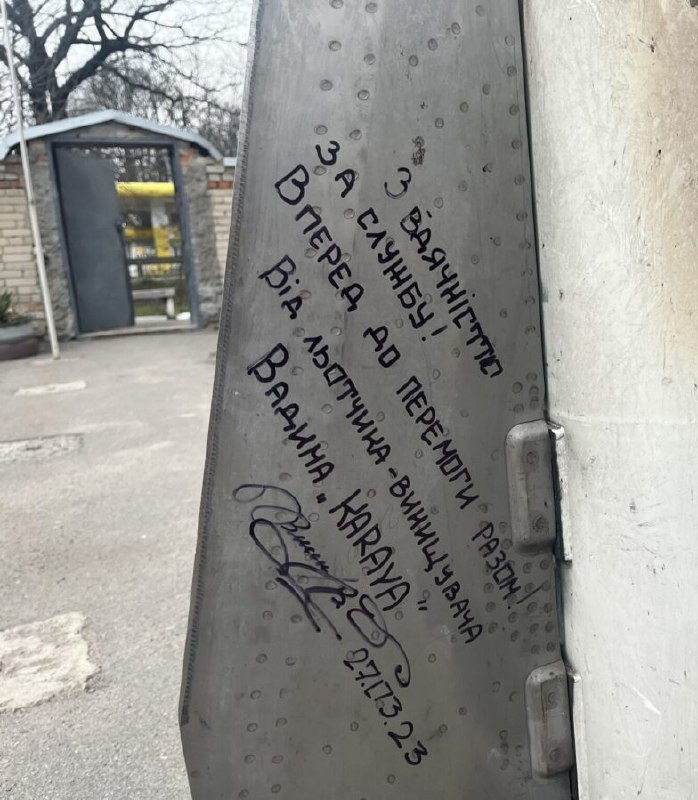 З ВДЯЧНІСТЮ
ЗА СЛУЖБУ!
ВПЕРЕД ДО ПЕРЕМОГИ РАЗОМ!
Від ЛЬОТЧИКА-ВИНИЩУВАЧА
ВАДИМА "KARAYA"
27.03.23